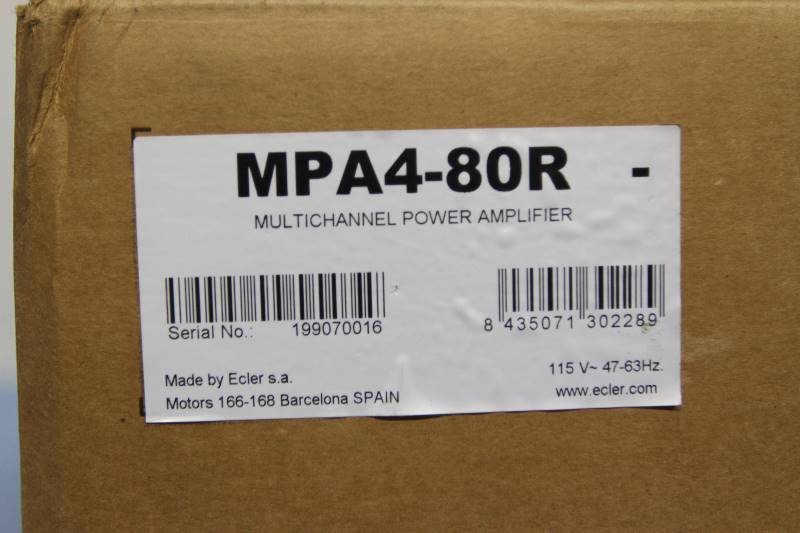 MPA4-80R -
MULTICHANNEL POWER AMPLIFIER
Serial No.: 199070016
8 435071 302289
Made by Ecler s.a.
Motors 166-168 Barcelona SPAIN
115 V~ 47-63Hz.
www.ecler.com